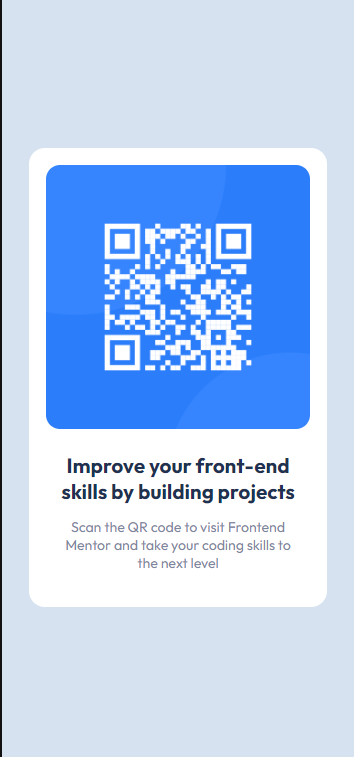 Improve your front-end
skills by building projects
Scan the QR code to visit Frontend
Mentor and take your coding skills to
the next level